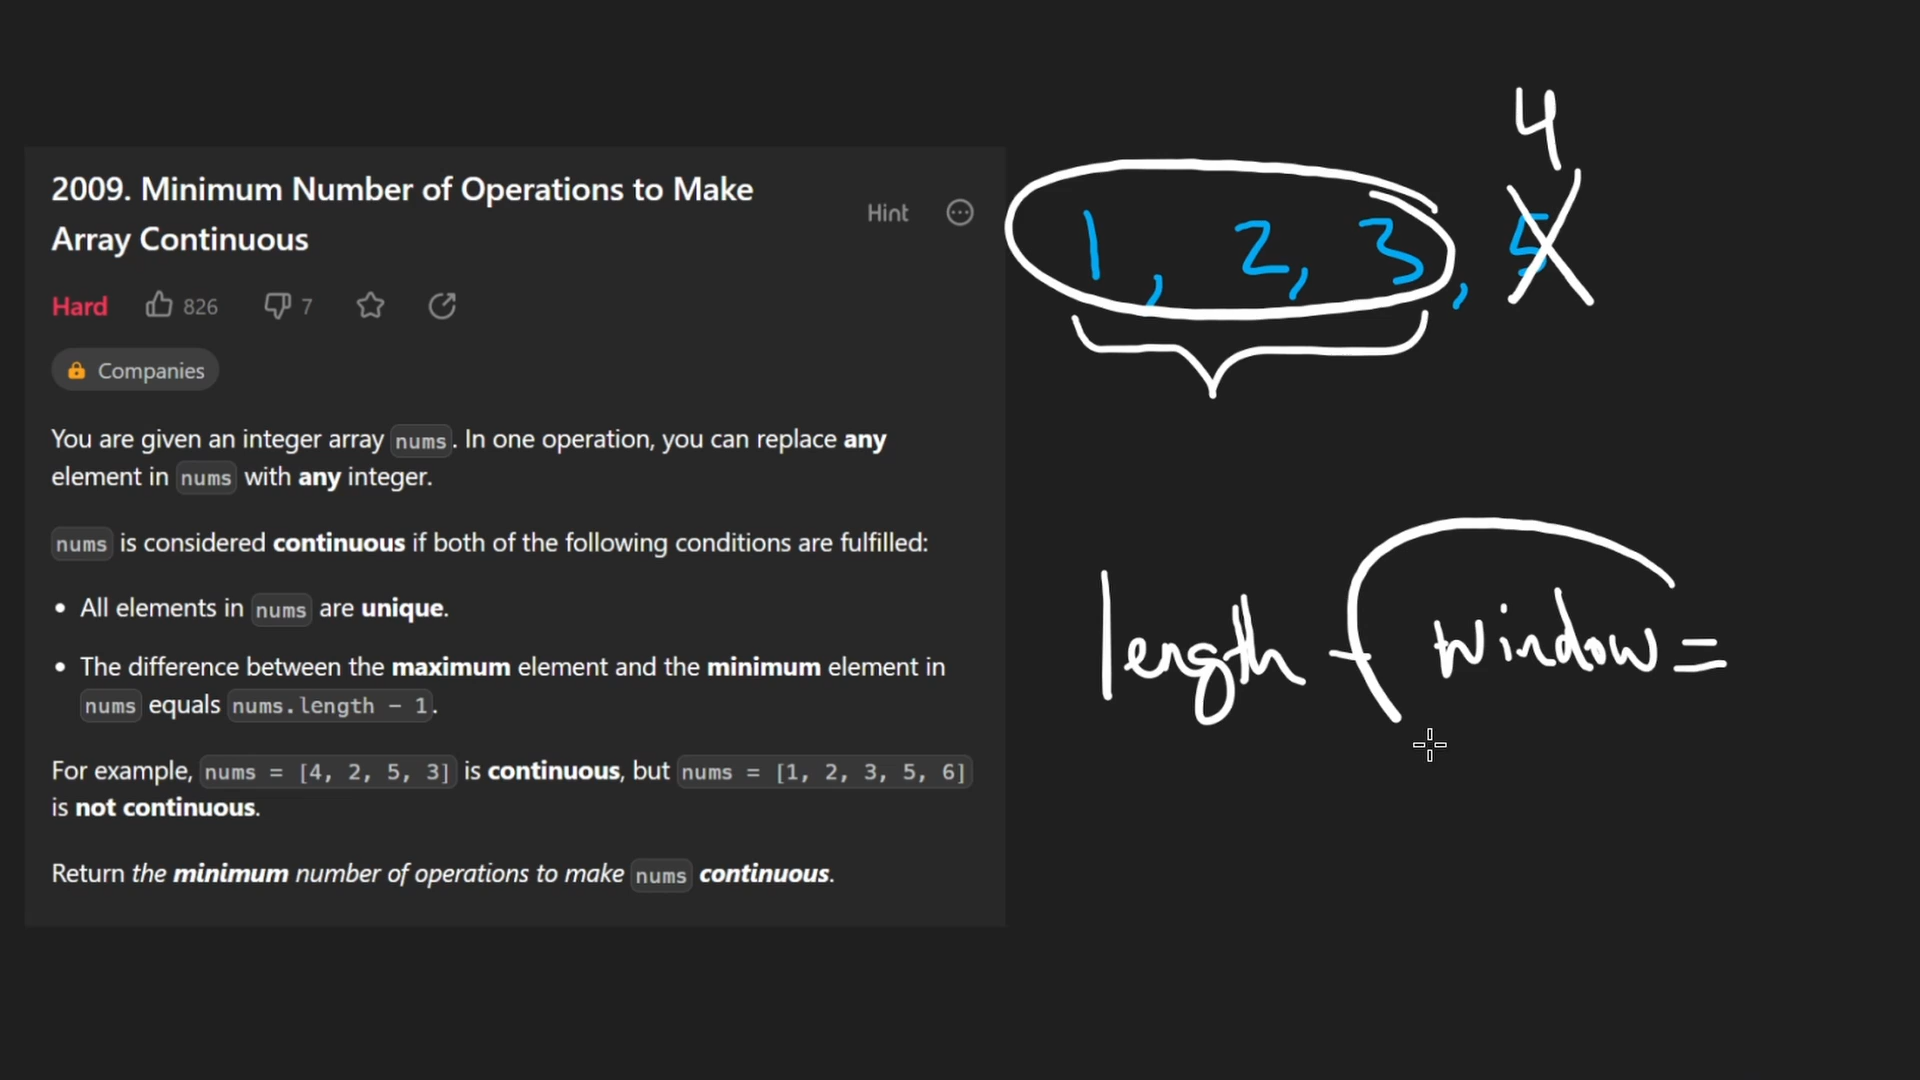 2009. Minimum Number of Operations to Make
Array Continuous
Hint
Hard 826 7
Companies
You are given an integer array nums. In one operation, you can replace any
element in nums with any integer.
nums is considered continuous if both of the following conditions are fulfilled:
• All elements in nums are unique.
• The difference between the maximum element and the minimum element in
nums equals nums.length - 1.
For example, nums = [4, 2, 5, 3] is continuous, but nums = [1, 2, 3, 5, 6]
is not continuous.
Return the minimum number of operations to make nums continuous.
4
1, 2, 3, 5
length - window =